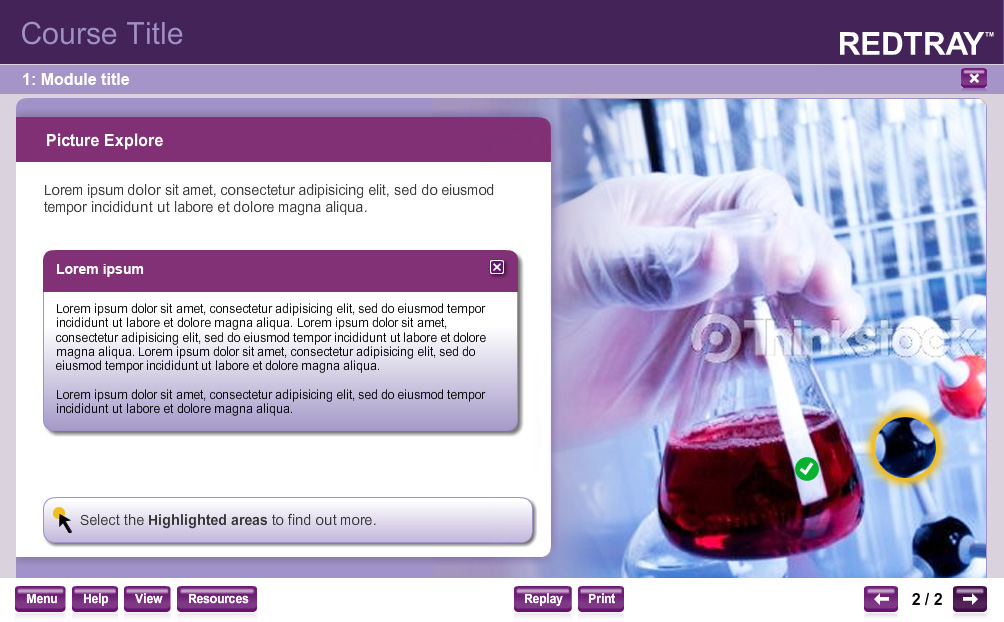 Course Title
REDTRAY™
1: Module title
Picture Explore
Lorem ipsum dolor sit amet, consectetur adipisicing elit, sed do eiusmod
tempor incididunt ut labore et dolore magna aliqua.
Lorem ipsum
Lorem ipsum dolor sit amet, consectetur adipisicing elit, sed do eiusmod tempor
incididunt ut labore et dolore magna aliqua. Lorem ipsum dolor sit amet,
consectetur adipisicing elit, sed do eiusmod tempor incididunt ut labore et dolore
magna aliqua. Lorem ipsum dolor sit amet, consectetur adipisicing elit, sed do
eiusmod tempor incididunt ut labore et dolore magna aliqua.
Lorem ipsum dolor sit amet, consectetur adipisicing elit, sed do eiusmod tempor
incididunt ut labore et dolore magna aliqua.
Thinkstock
Select the Highlighted areas to find out more.
Menu Help View Resources Replay Print 2 / 2